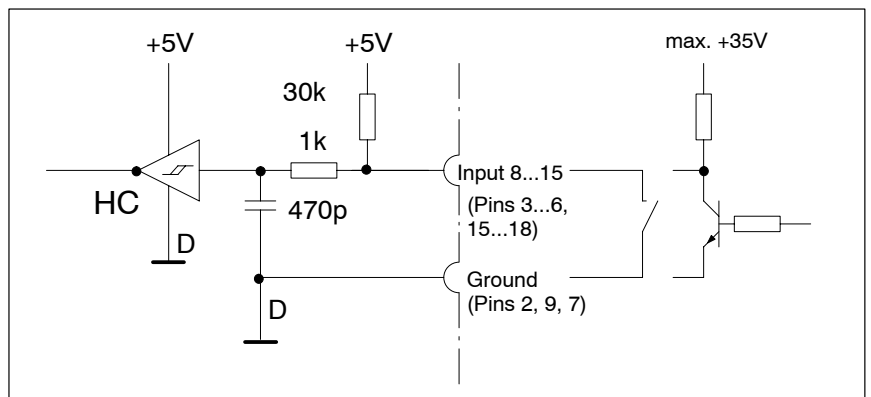 +5V
+5V
max. +35V
30k
1k
Input 8...15
HC
470p
(Pins 3...6,
15...18)
D
Ground
D
(Pins 2, 9, 7)